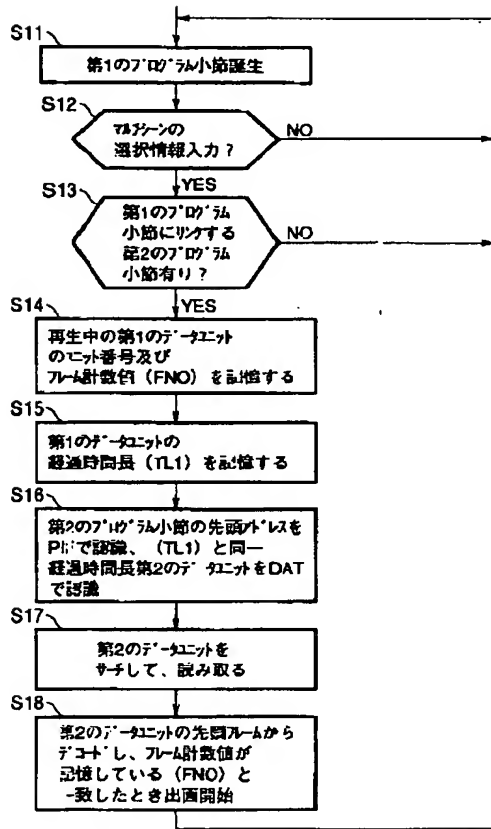 S11
第1のプログラム小節誕生
S12
マルチシーンの
選択情報入力?
NO
YES
S13
第1のプログラム
小節にリンクする
第2のプログラム
小節有り?
NO
YES
S14
再生中の第1のデータユニット
のユニット番号及び
フレーム計数値(FNO)を記憶する
S15
第1のデータユニットの
経過時間長(TL1)を記憶する
S16
第2のプログラム小節の先頭アドレスを
で認識、(TL1)と同一
経過時間長第2のデータユニットをDAT
で認識
S17
第2のデータユニットを
サーチして、読み取る
S18
第2のデータユニットの先頭フレームから
デコードし、フレーム計数値が
記憶している(FNO)と
一致したとき出画開始